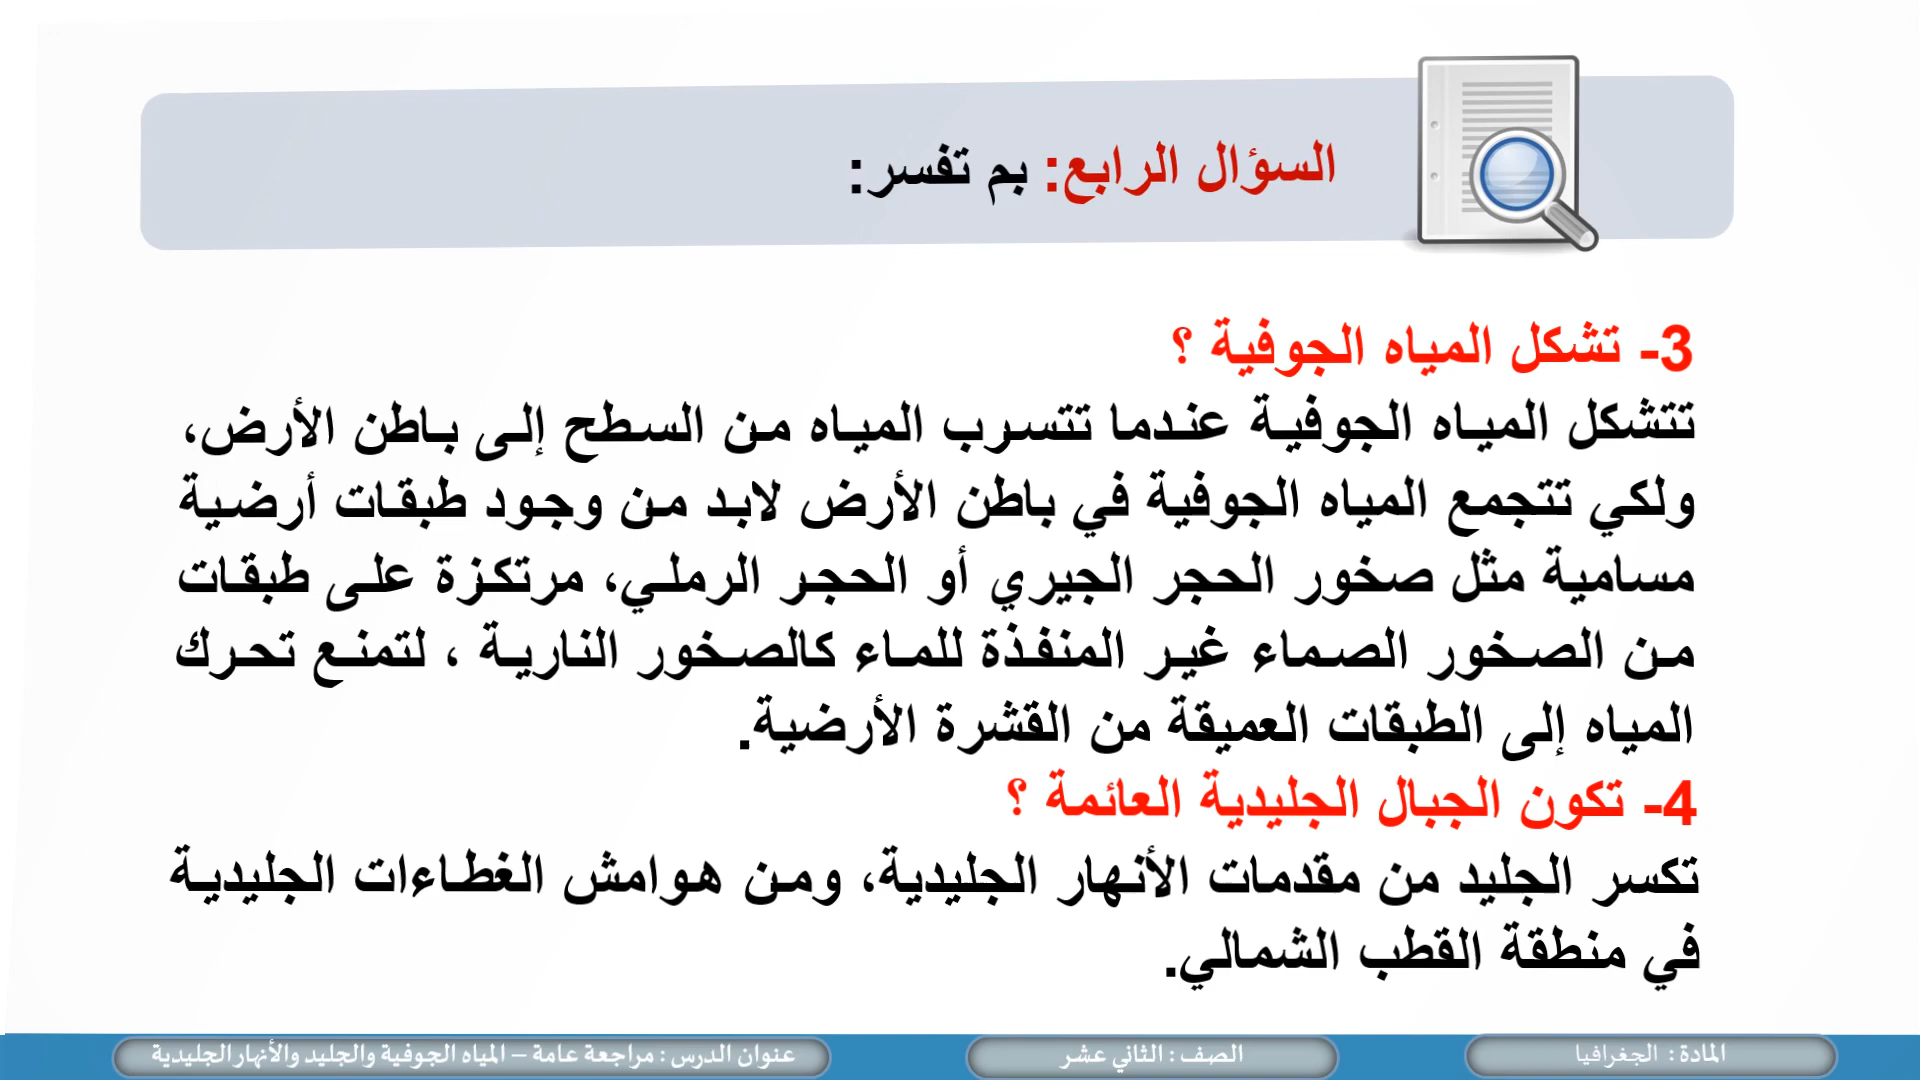 السؤال الرابع: بم تفسر:
3- تشكل المياه الجوفية ؟
تتشكل المياه الجوفية عندما تتسرب المياه من السطح إلى باطن الأرض،
ولكي تتجمع المياه الجوفية في باطن الأرض لابد من وجود طبقات أرضية
مسامية مثل صخور الحجر الجيري أو الحجر الرملي، مرتكزة على طبقات
من الصخور الصماء غير المنفذة للماء كالصخور النارية ، لتمنع تحرك
المياه إلى الطبقات العميقة من القشرة الأرضية.
4- تكون الجبال الجليدية العائمة ؟
تكسر الجليد من مقدمات الأنهار الجليدية، ومن هوامش الغطاءات الجليدية
في منطقة القطب الشمالي.
المادة : الجغرافيا
الصف : الثاني عشر
عنوان الدرس : مراجعة عامة – المياه الجوفية والجليد والأنهار الجليدية